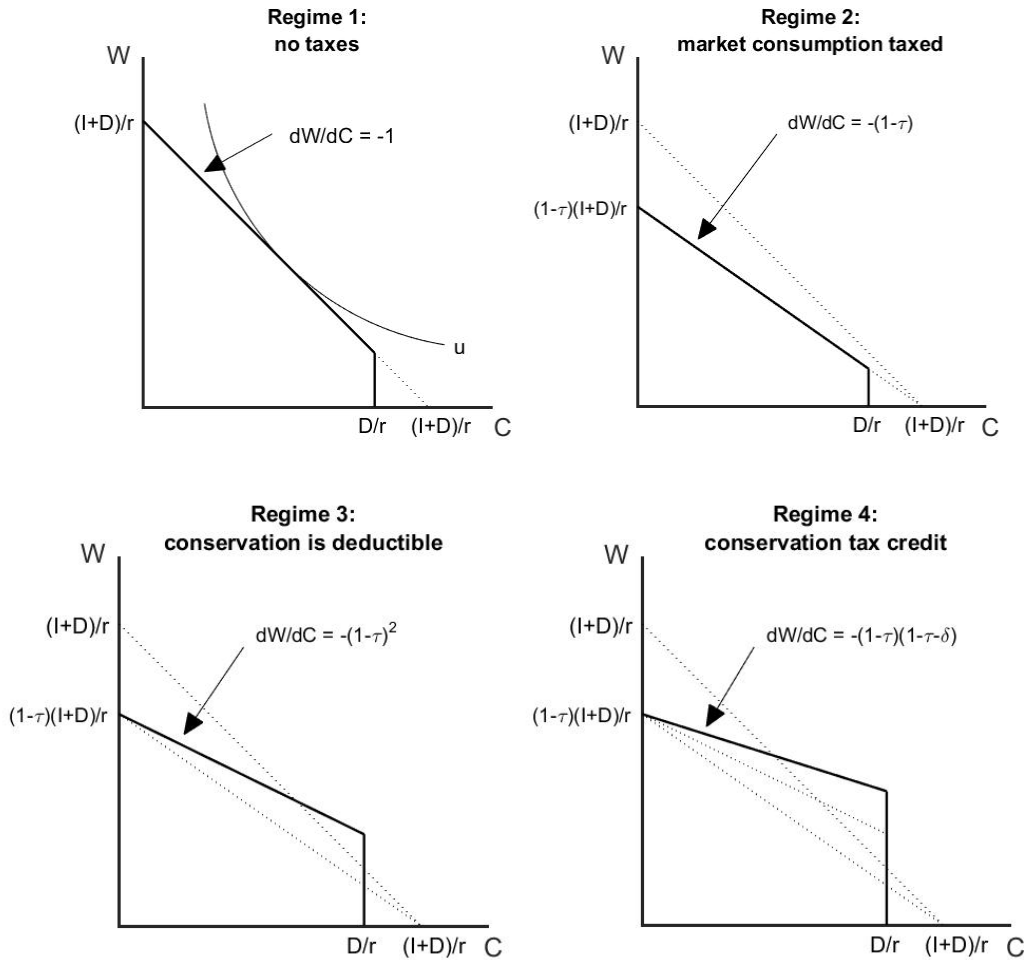 Regime 1:
no taxes
W
(I+D)/r
dW/dC = -1
u
D/r
(I+D)/r
C
Regime 2:
market consumption taxed
W
(I+D)/r
dW/dC = -(1-τ)
(1-τ)(I+D)/r
D/r
(I+D)/r
C
Regime 3:
conservation is deductible
W
(I+D)/r
dW/dC = -(1-τ)²
(1-τ)(I+D)/r
D/r
(I+D)/r
C
Regime 4:
conservation tax credit
W
(I+D)/r
dW/dC = -(1-τ)(1-τ-δ)
(1-τ)(I+D)/r
D/r
(I+D)/r
C